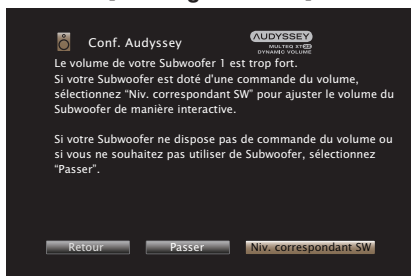 Conf. Audyssey
AUDYSSEY
MULTEQ XT32
DYNAMIC VOLUME
Le volume de votre Subwoofer 1 est trop fort.
Si votre Subwoofer est doté d'une commande du volume,
sélectionnez "Niv. correspondant SW" pour ajuster le volume du
Subwoofer de manière interactive.
Si votre Subwoofer ne dispose pas de commande du volume ou
si vous ne souhaitez pas utiliser de Subwoofer, sélectionnez
"Passer".
Retour
Passer
Niv. correspondant SW